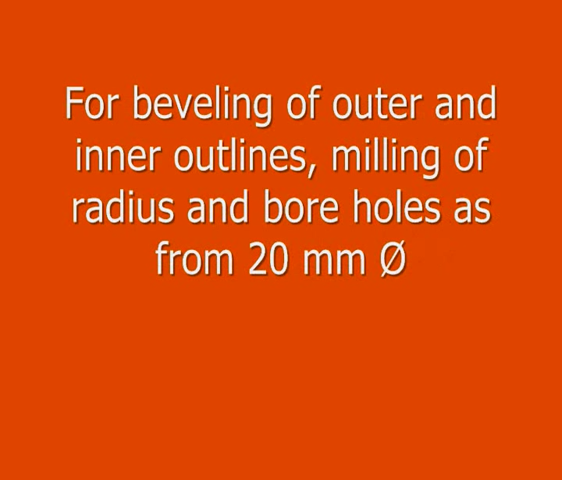 For beveling of outer and
inner outlines, milling of
radius and bore holes as
from 20 mm Ø